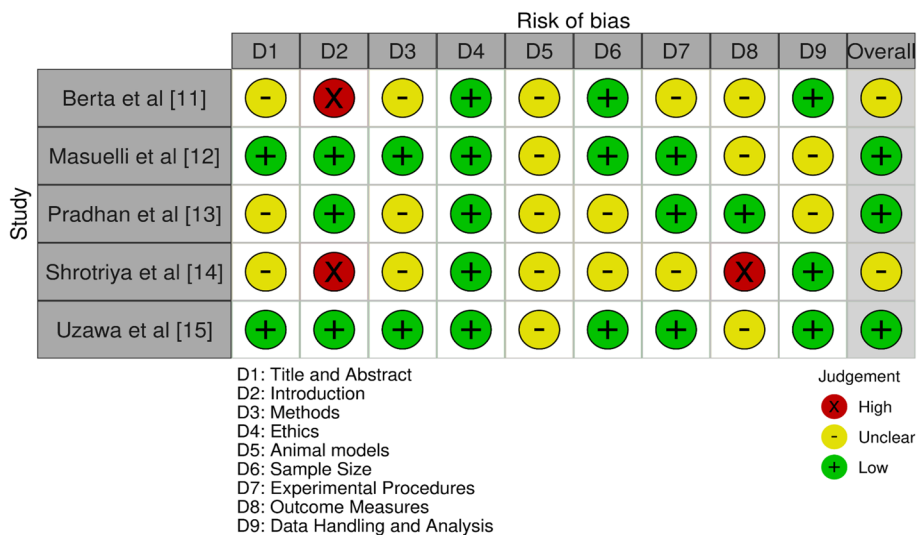 Risk of bias
D1 D2 D3 D4 D5 D6 D7 D8 D9 Overall
Study
Berta et al [11] - X - + - + - - + -
Masuelli et al [12] + + + + - + + - - +
Pradhan et al [13] - + - + - - + + - +
Shrotriya et al [14] - X - + - - - X + -
Uzawa et al [15] + + + + - + + - + +
D1: Title and Abstract
D2: Introduction
D3: Methods
D4: Ethics
D5: Animal models
D6: Sample Size
D7: Experimental Procedures
D8: Outcome Measures
D9: Data Handling and Analysis
Judgement
X High
- Unclear
+ Low